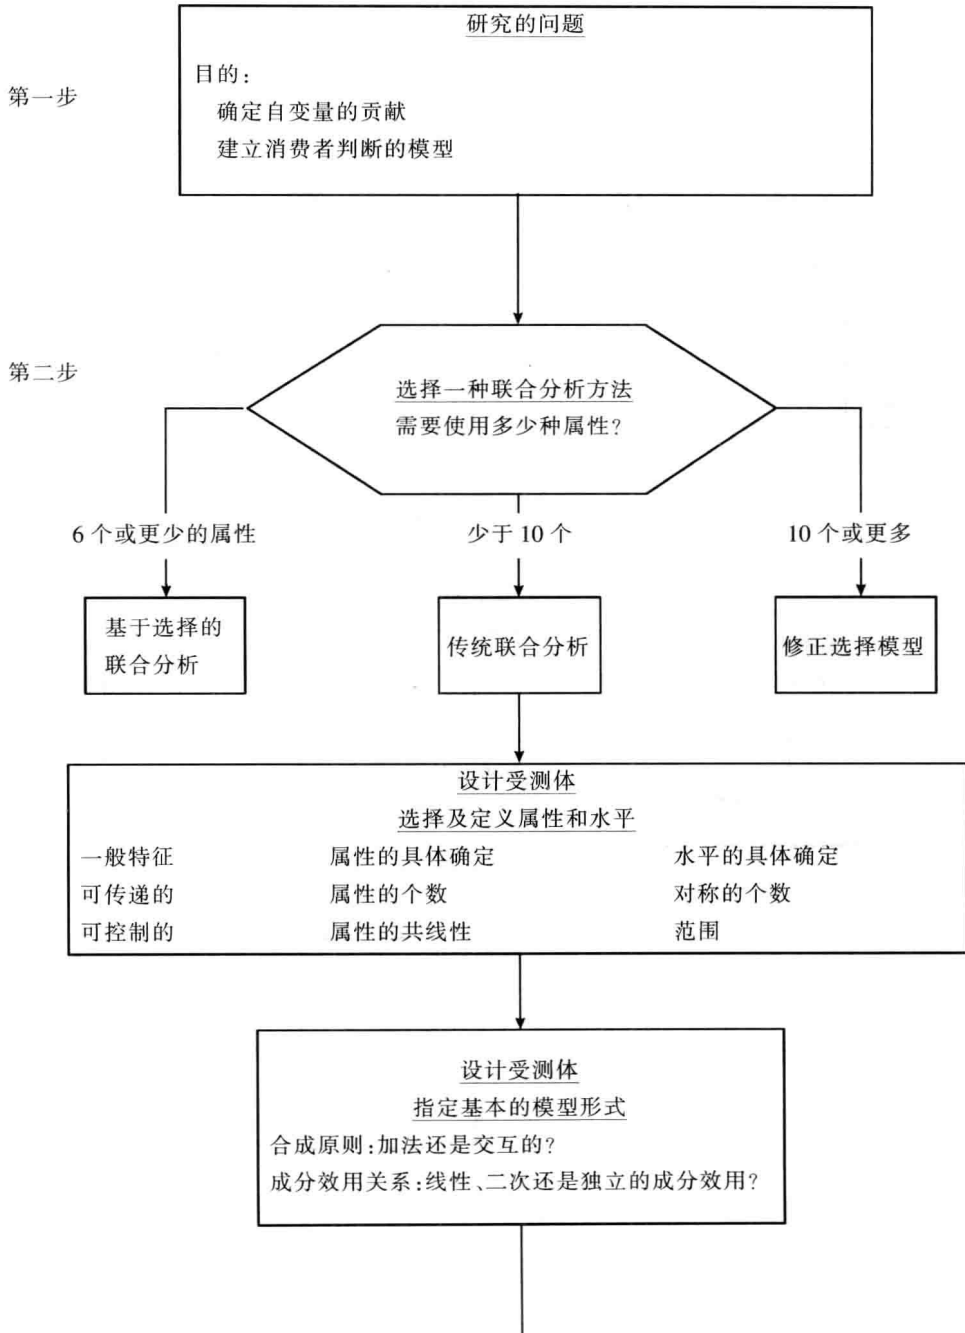 研究的问题
第一步
目的:
确定自变量的贡献
建立消费者判断的模型
第二步
选择一种联合分析方法
需要使用多少种属性?
6 个或更少的属性
少于 10 个
10 个或更多
基于选择的
联合分析
传统联合分析
修正选择模型
设计受测体
选择及定义属性和水平
一般特征 属性的具体确定 水平的具体确定
可传递的 属性的个数 对称的个数
可控制的 属性的共线性 范围
设计受测体
指定基本的模型形式
合成原则:加法还是交互的?
成分效用关系:线性、二次还是独立的成分效用?